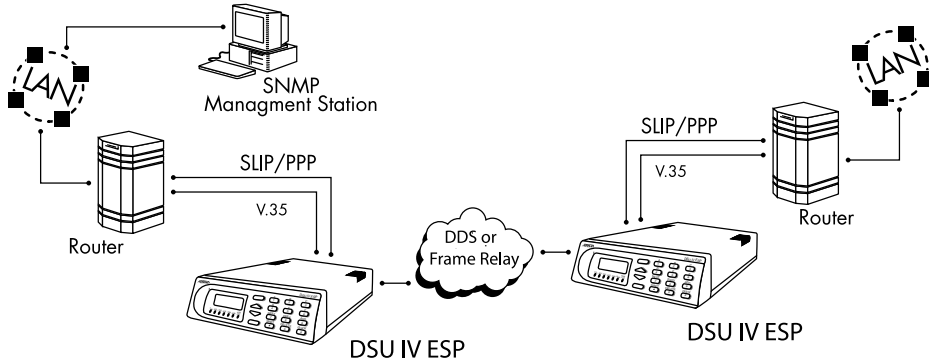 LAN
SNMP
Managment Station
SLIP/PPP
V.35
Router
DSU IV ESP
DDS or
Frame Relay
LAN
SLIP/PPP
V.35
Router
DSU IV ESP